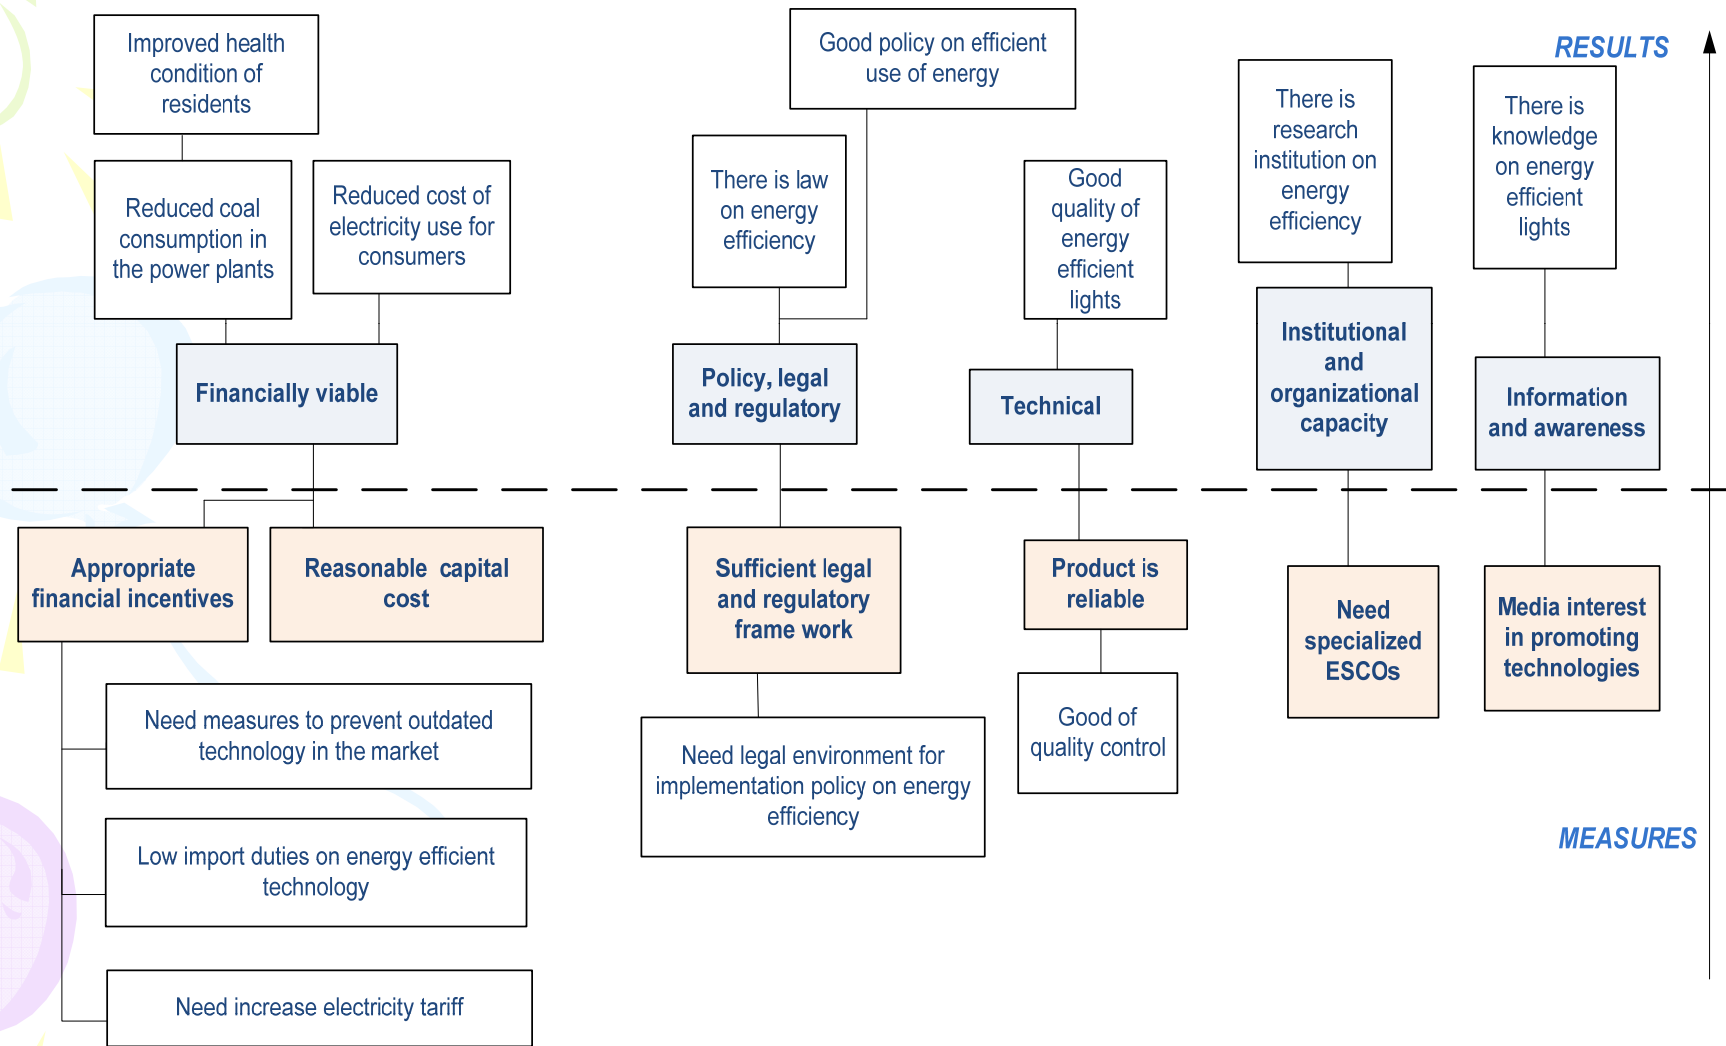 Improved health
condition of
residents
Reduced coal
consumption in
the power plants
Reduced cost of
electricity use for
consumers
Financially viable
Appropriate
financial incentives
Reasonable capital
cost
Need measures to prevent outdated
technology in the market
Low import duties on energy efficient
technology
Need increase electricity tariff
Good policy on efficient
use of energy
There is law
on energy
efficiency
Policy, legal
and regulatory
Sufficient legal
and regulatory
frame work
Need legal environment for
implementation policy on energy
efficiency
Good
quality of
energy
efficient
lights
Technical
Product is
reliable
Good of
quality control
There is
research
institution on
energy
efficiency
Institutional
and
organizational
capacity
Need
specialized
ESCOs
RESULTS
There is
knowledge
on energy
efficient
lights
Information
and awareness
Media interest
in promoting
technologies
MEASURES